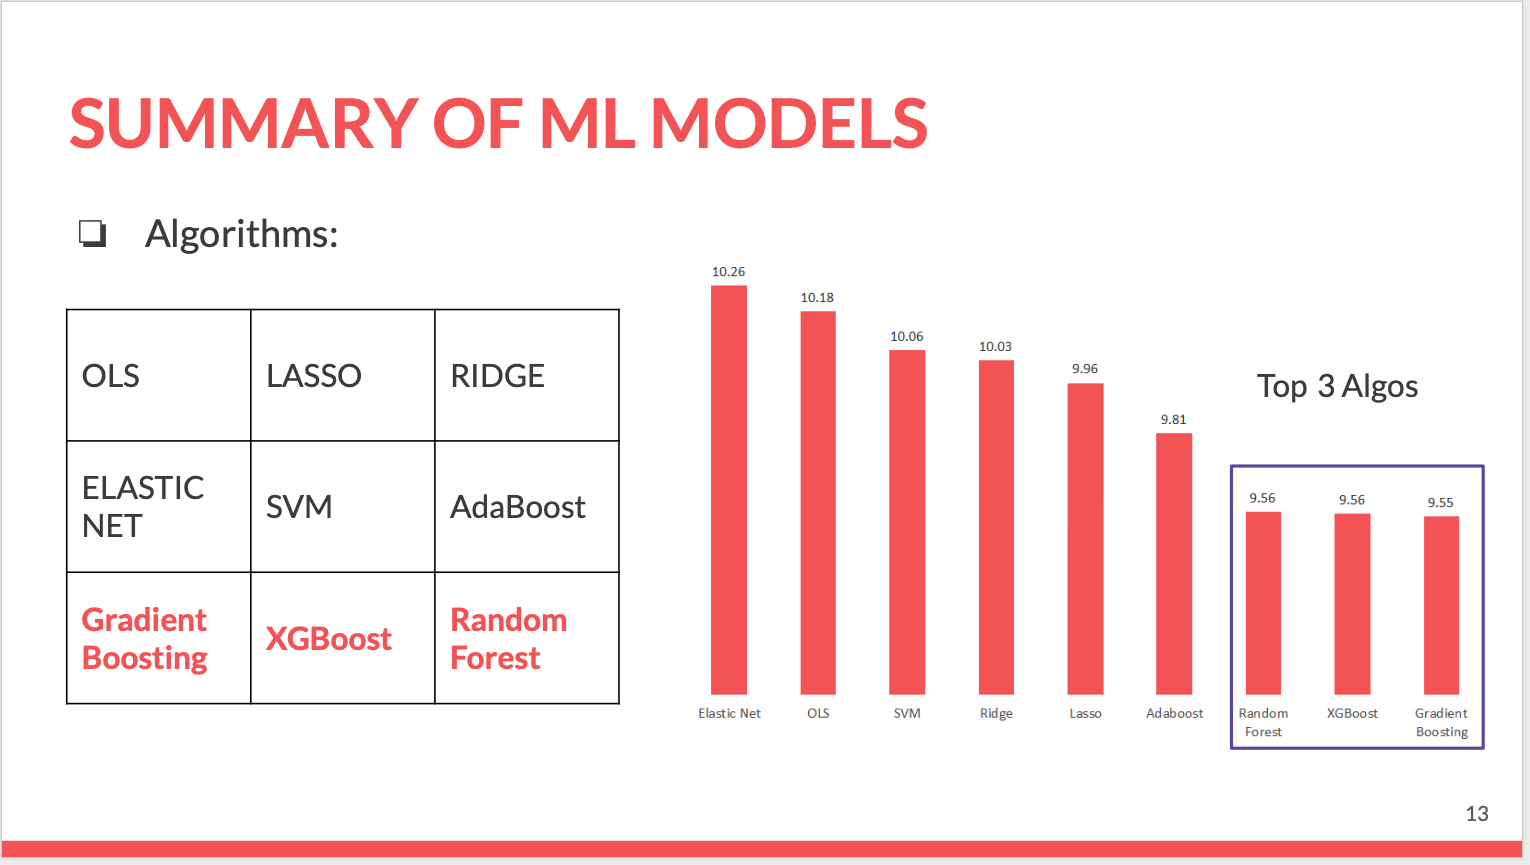 SUMMARY OF ML MODELS
Algorithms:
OLS
LASSO
RIDGE
ELASTIC
NET
SVM
AdaBoost
Gradient
Boosting
XGBoost
Random
Forest
10.26
10.18
10.06
10.03
9.96
9.81
Top 3 Algos
9.56
9.56
9.55
Elastic Net
OLS
SVM
Ridge
Lasso
Adaboost
Random
Forest
XGBoost
Gradient
Boosting
13